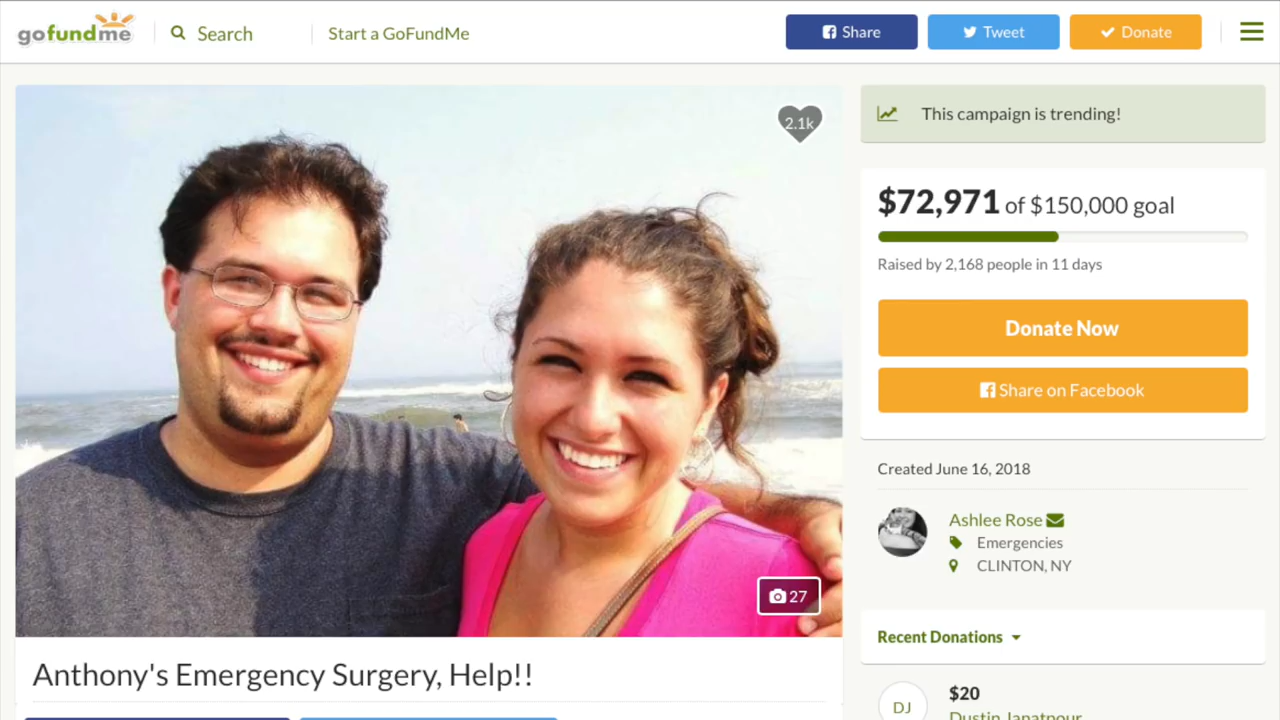 gofundme
Search
Start a GoFundMe
Share
Tweet
Donate
2.1k
27
Anthony's Emergency Surgery, Help!!
This campaign is trending!
$72,971 of $150,000 goal
Raised by 2,168 people in 11 days
Donate Now
Share on Facebook
Created June 16, 2018
Ashlee Rose
Emergencies
CLINTON, NY
Recent Donations
DJ
$20
Dustin